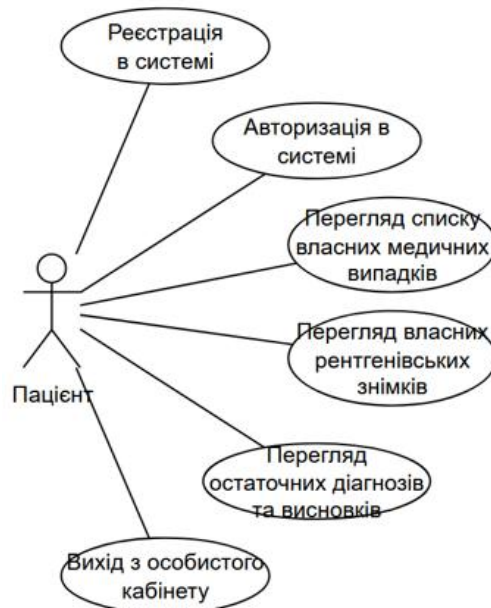 Реєстрація
в системі
Авторизація в
системі
Перегляд списку
власних медичних
випадків
Перегляд власних
рентгенівських
знімків
Пацієнт
Перегляд
остаточних діагнозів
та висновків
Вихід з особистого
кабінету